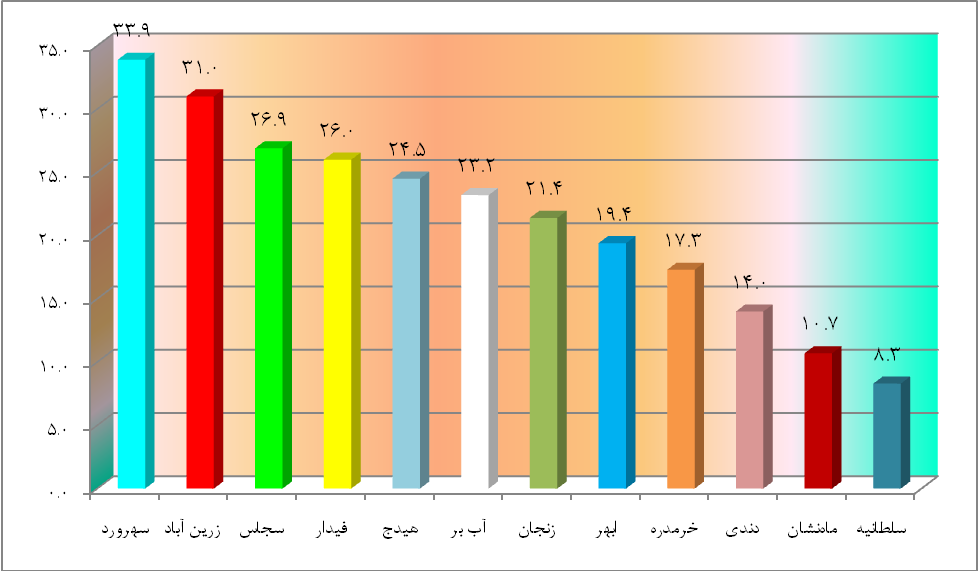 ۳۳.۹
۳۱.۰
۲۶.۹
۲۶.۰
۲۴.۵
۲۳.۲
۲۱.۴
۱۹.۴
۱۷.۳
۱۴.۰
۱۰.۷
۸.۳
۳۵.۰
۳۰.۰
۲۵.۰
۲۰.۰
۱۵.۰
۱۰.۰
۵.۰
۰.۰
سهرورد
زرین آباد
سجاس
قیدار
هیدج
آب بر
زنجان
ابهر
خرمدره
دندی
ماهنشان
سلطانیه